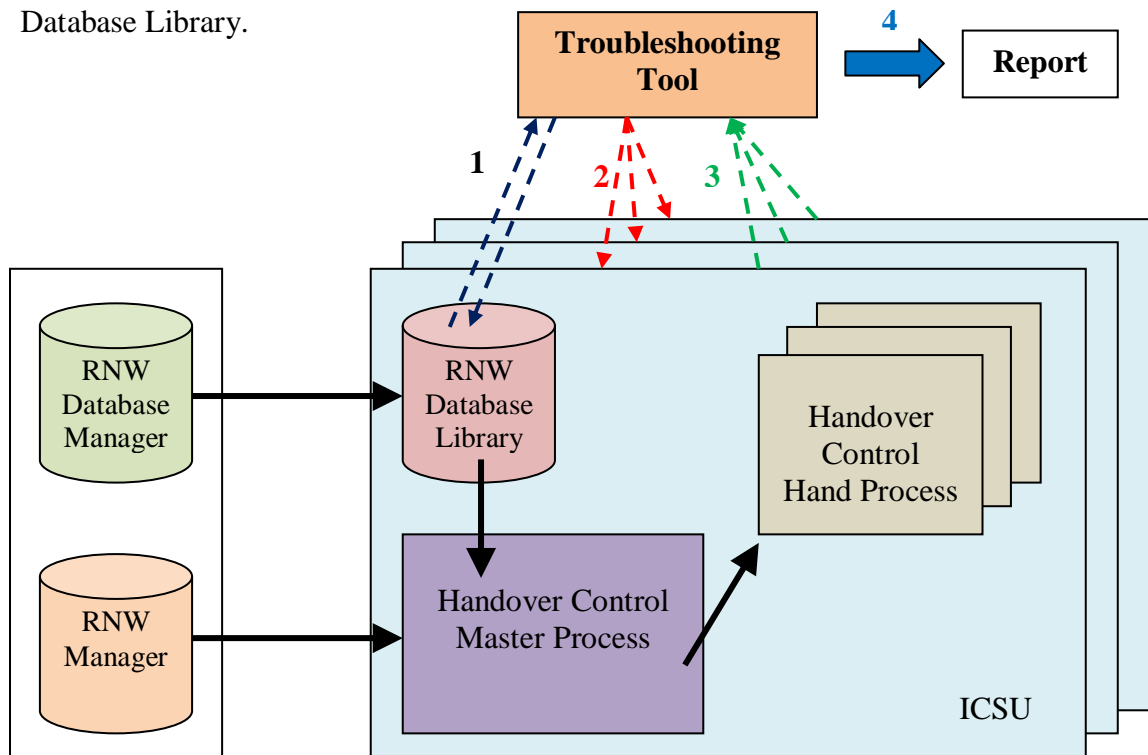 Database Library.
Troubleshooting
Tool
4
Report
1
2
3
RNW
Database
Manager
RNW
Database
Library
Handover
Control
Hand Process
RNW
Manager
Handover Control
Master Process
ICSU